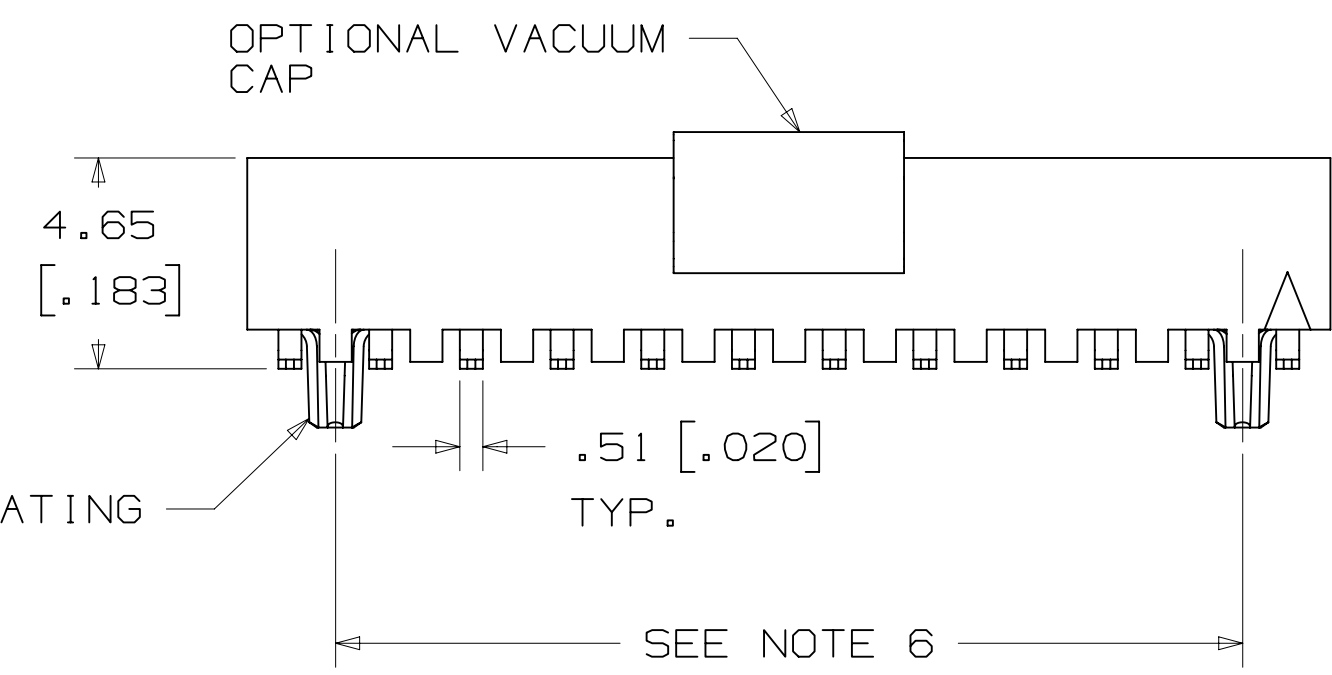 OPTIONAL VACUUM
CAP
4.65
[.183]
.51 [.020]
TYP.
ATING
SEE NOTE 6